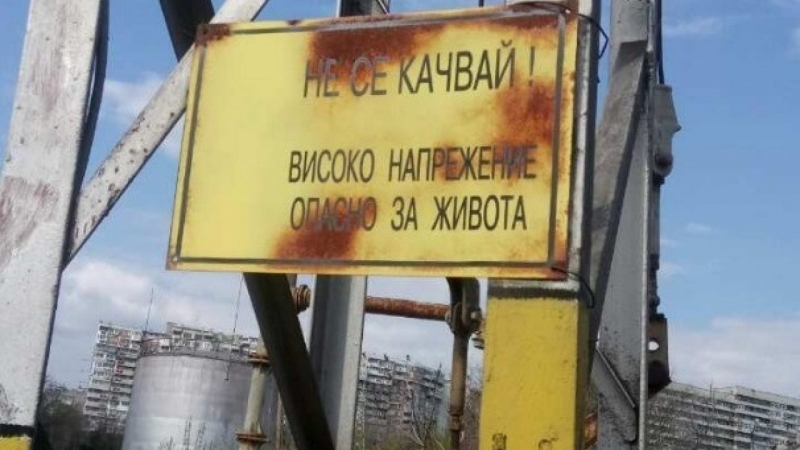 НЕ СЕ КАЧВАЙ !
ВИСОКО НАПРЕЖЕНИЕ
ОПАСНО ЗА ЖИВОТА